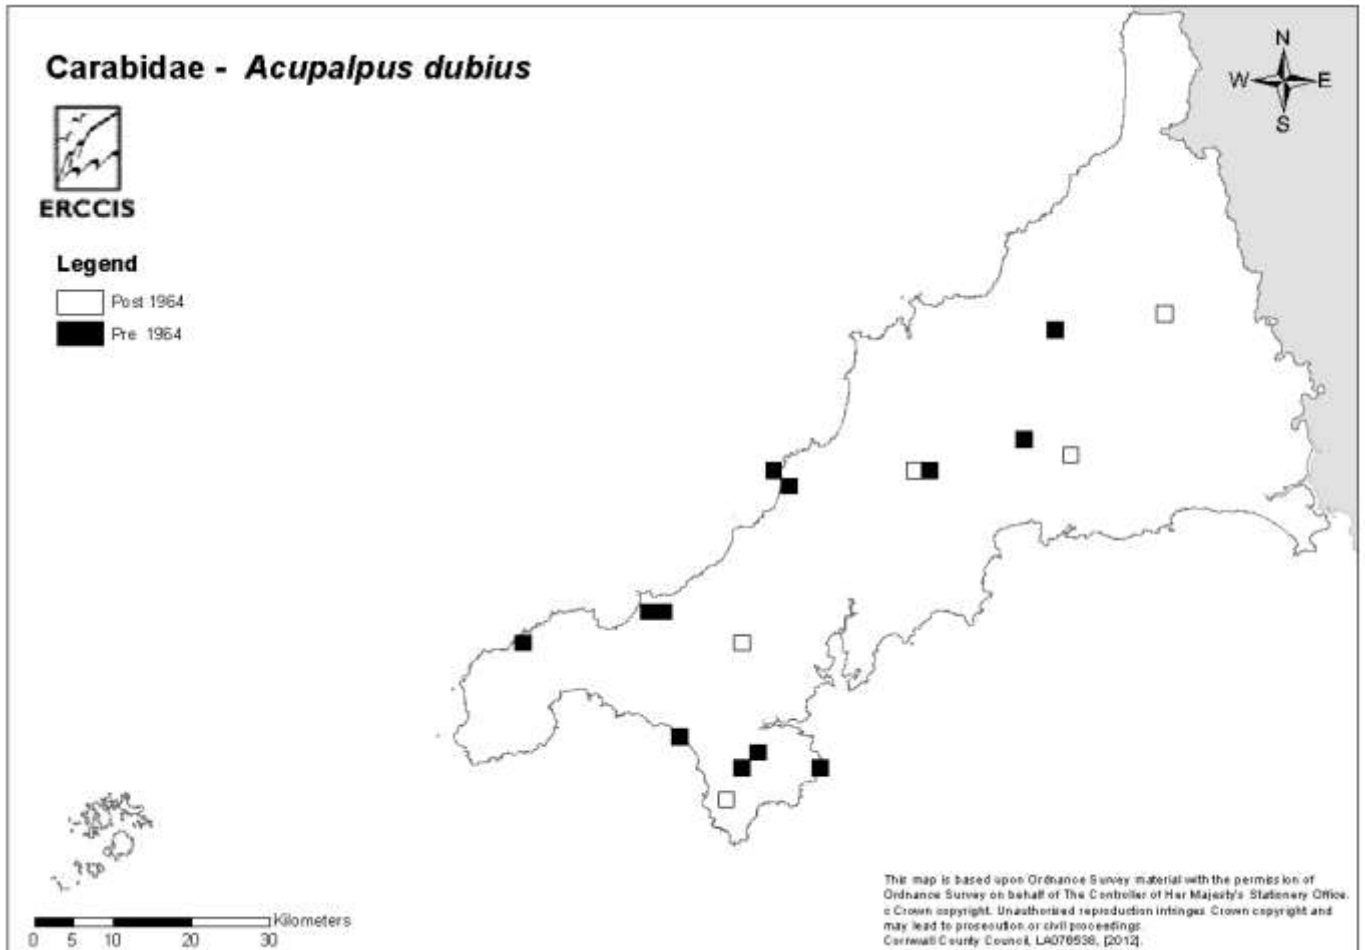 Carabidae - Acupalpus dubius
N
W E
S
ERCCIS
Legend
Post 1964
Pre 1964
Kilometers
0 5 10 20 30
This map is based upon Ordnance Survey material with the permission of
Ordnance Survey on behalf of The Controller of Her Majesty's Stationery Office.
c Crown copyright. Unauthorised reproduction infringes Crown copyright and
may lead to prosecution or civil proceedings.
Cornwall County Council, LA076538, [2012].